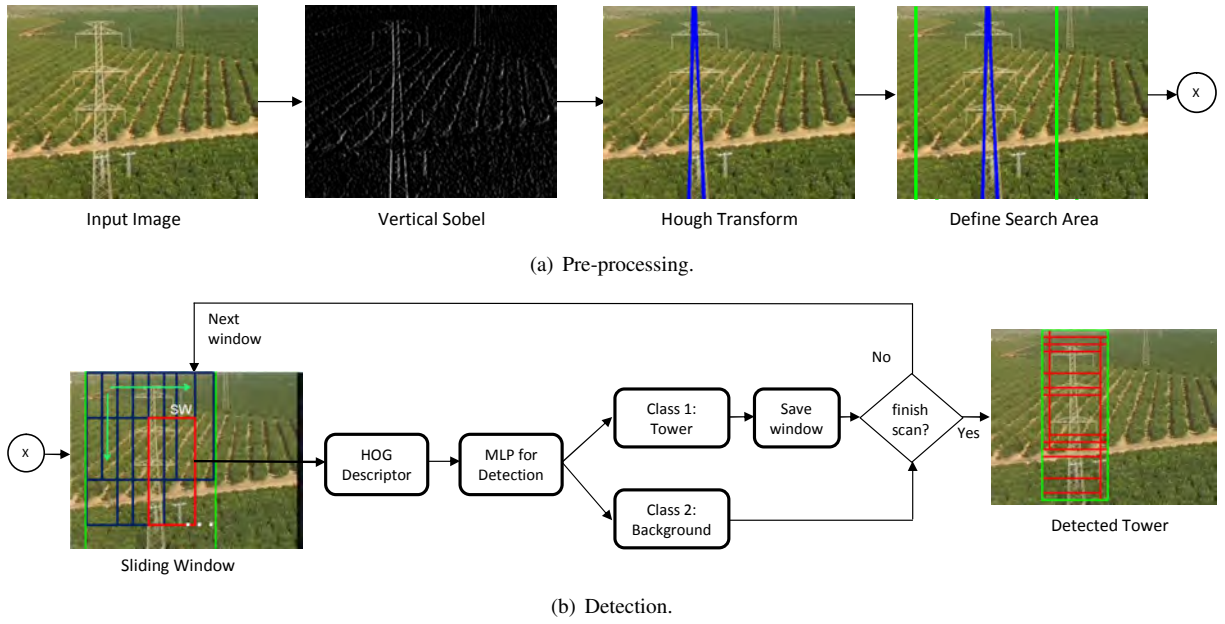 x
Input Image
Vertical Sobel
Hough Transform
Define Search Area
(a) Pre-processing.
Next
window
No
SW
x
Class 1:
Tower
Save
window
finish
scan?
Yes
HOG
Descriptor
MLP for
Detection
Class 2:
Background
Sliding Window
Detected Tower
(b) Detection.